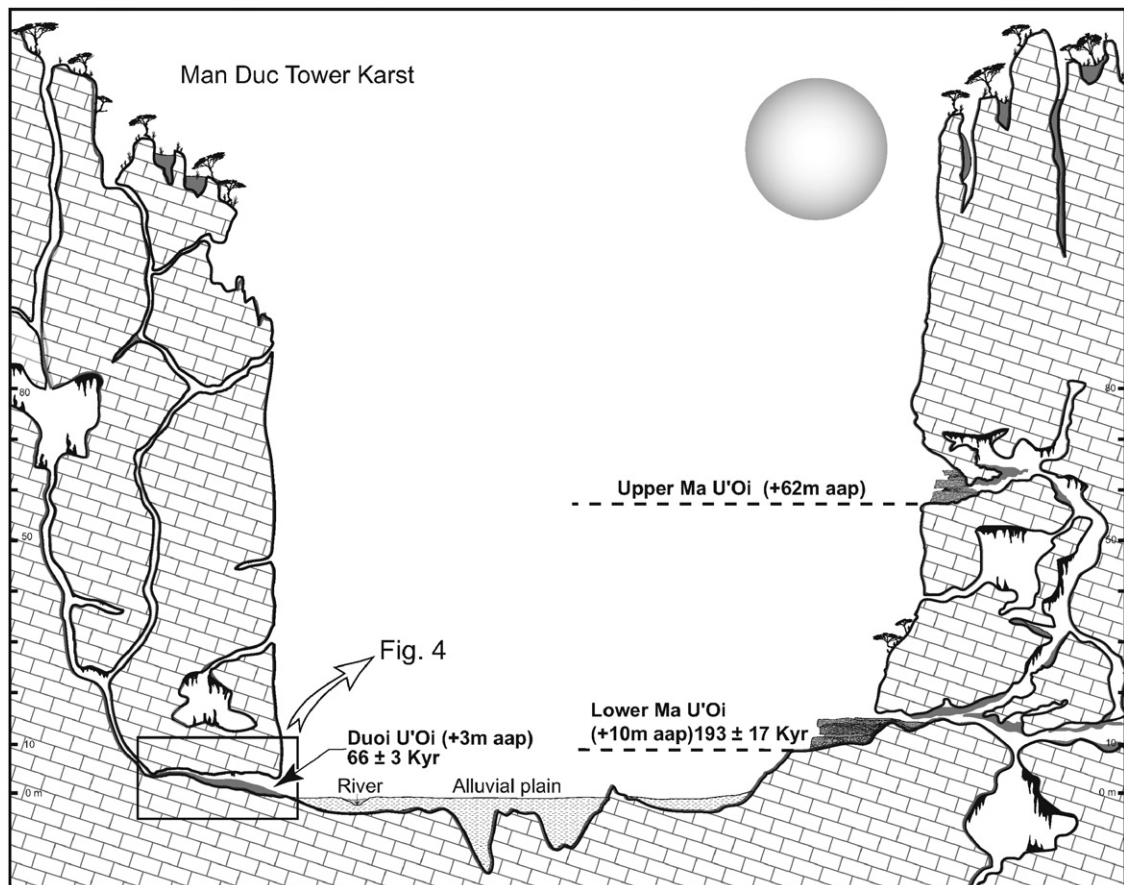 Man Duc Tower Karst
80
80
Upper Ma U'Oi (+62m aap)
50
50
Fig. 4
Lower Ma U'Oi
(+10m aap)193 ± 17 Kyr
Duoi U'Oi (+3m aap)
66 ± 3 Kyr
10
10
River
Alluvial plain
0 m
0 m